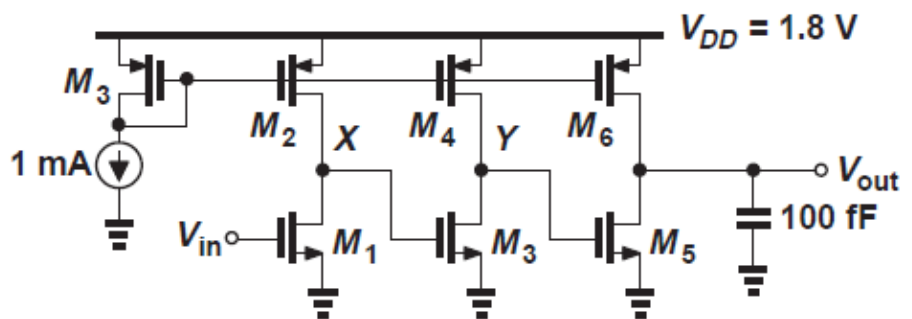 V_DD = 1.8 V
M_3
M_2
X
M_4
Y
M_6
1 mA
V_out
100 fF
V_in
M_1
M_3
M_5